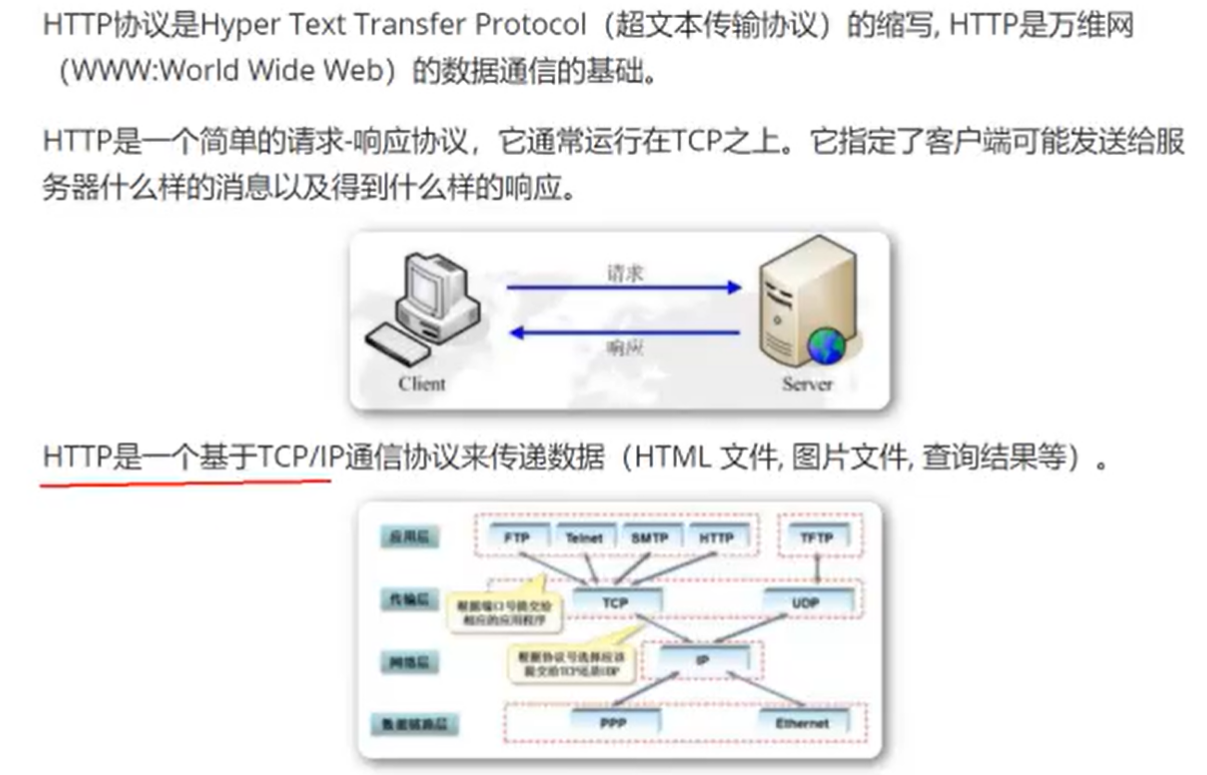 HTTP协议是Hyper Text Transfer Protocol（超文本传输协议）的缩写, HTTP是万维网
（WWW:World Wide Web）的数据通信的基础。
HTTP是一个简单的请求-响应协议，它通常运行在TCP之上。它指定了客户端可能发送给服
务器什么样的消息以及得到什么样的响应。
请求
响应
Client
Server
HTTP是一个基于TCP/IP通信协议来传递数据（HTML 文件, 图片文件, 查询结果等）。
应用层
FTP
Telnet
SMTP
HTTP
TFTP
传输层
TCP
UDP
根据端口号提交给
相应的应用程序
网络层
IP
根据协议号选择应该
提交给TCP还是UDP
数据链路层
PPP
Ethernet